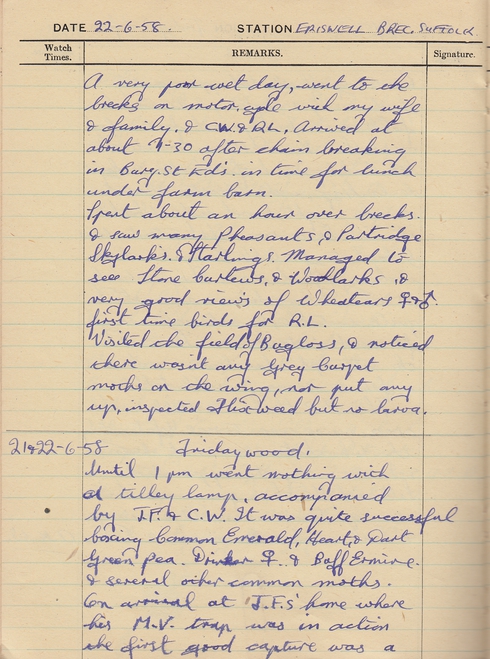 DATE 22-6-58. STATION ERISWELL BREC, SUFFOLK
Watch Times. REMARKS. Signature.
A very poor wet day, went to the
brecks on motor, cycle with my wife
& family. & C.W. & R.L. Arrived at
about 1-30 after chain breaking
in Bury. St Ed's. in time for lunch
under farm barn.
Spent about an hour over brecks.
& saw many Pheasants, & Partridge
Skylarks. & Starlings. Managed to
see Stone Curlews, & Woodlarks, &
very good views of Wheatears ♀ & ♂.
first time birds for R.L.
Visited the field of Bugloss, & noticed
there wasn't any Grey Carpet
moths on the wing, nor put any
up, inspected Flixweed but no larva.
21&22-6-58 Fridaywood.
Until 1 pm went mothing with
a tilley lamp, accompanied
by J.F. & C.W. It was quite successful
boxing Common Emerald, Heart & Dart
Green Pea. Drinker ♀. & Buff Ermine.
& several other common moths.
On arrival at J.F.S' home where
his M.V. trap was in action
the first good capture was a